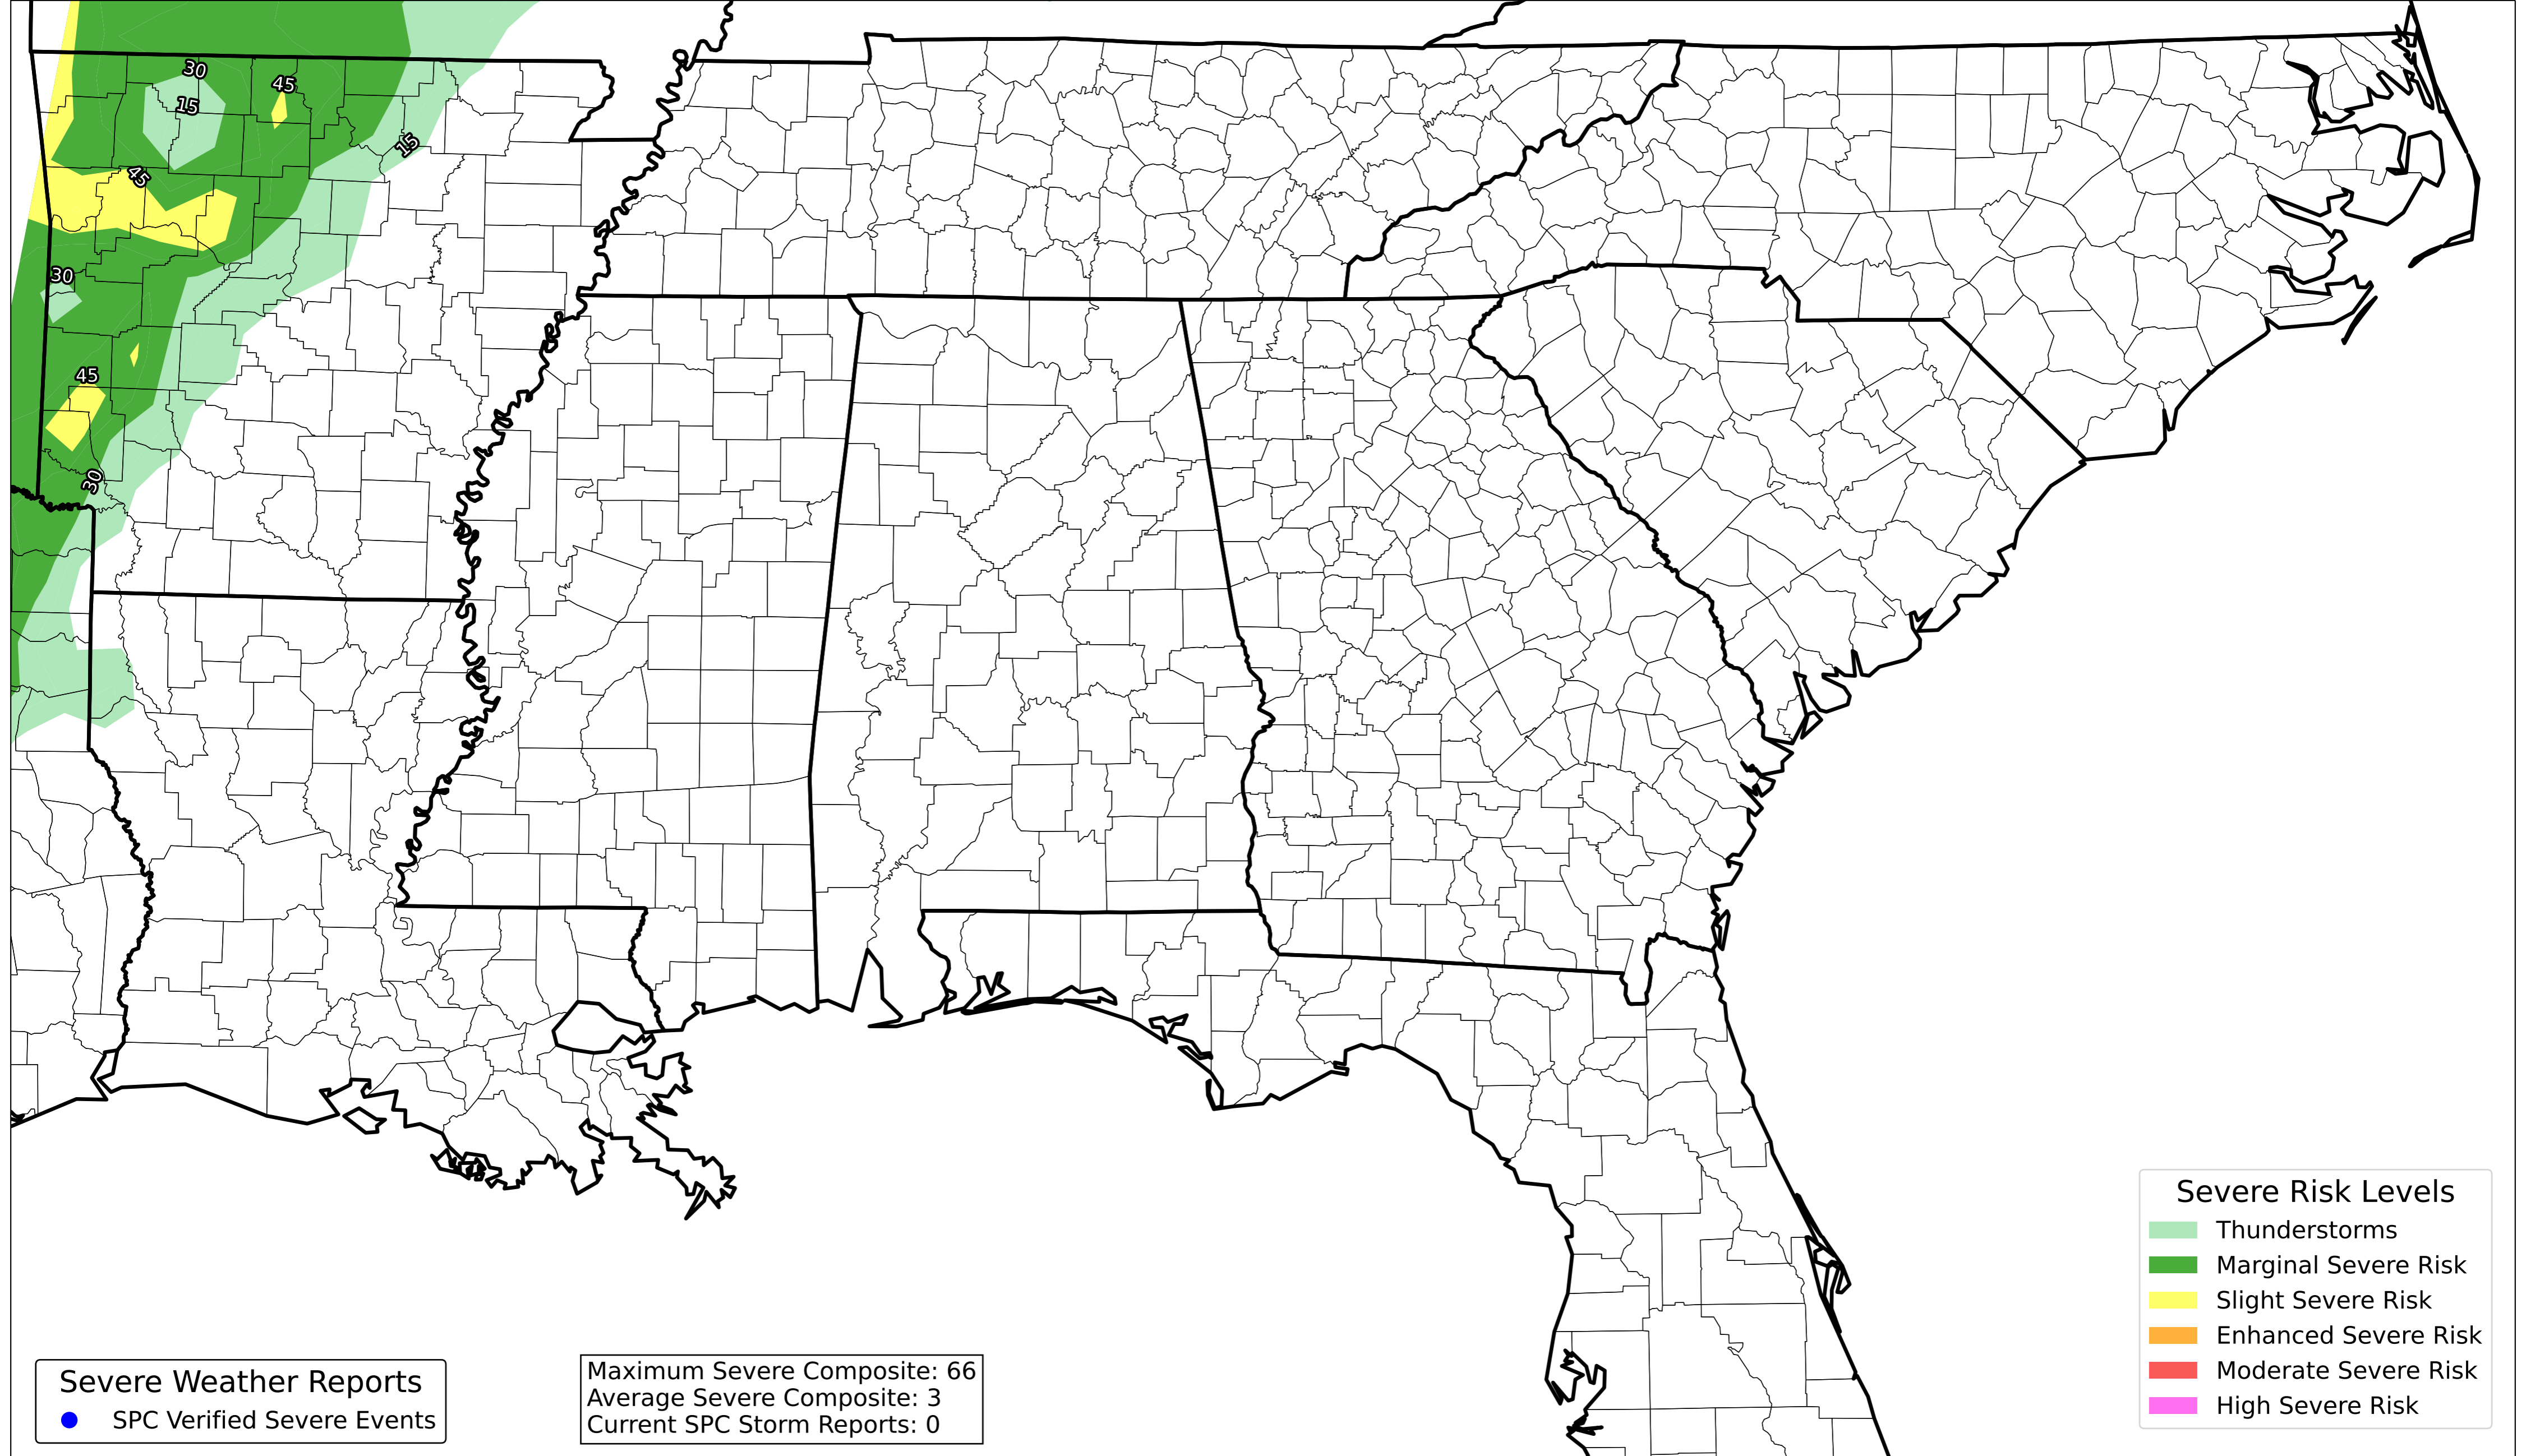 30
45
15
15
45
30
45
30
Severe Risk Levels
Thunderstorms
Marginal Severe Risk
Slight Severe Risk
Enhanced Severe Risk
Moderate Severe Risk
High Severe Risk
Severe Weather Reports
SPC Verified Severe Events
Maximum Severe Composite: 66
Average Severe Composite: 3
Current SPC Storm Reports: 0